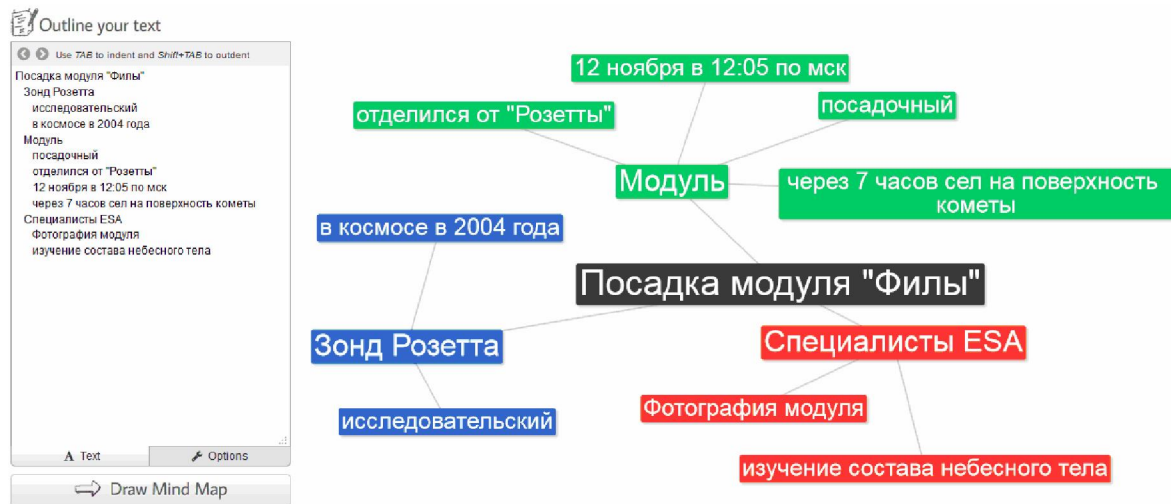 Outline your text
Use TAB to indent and Shift+TAB to outdent
Посадка модуля "Филы"
Зонд Розетта
исследовательский
в космосе в 2004 года
Модуль
посадочный
отделился от "Розетты"
12 ноября в 12:05 по мск
через 7 часов сел на поверхность кометы
Специалисты ESA
Фотография модуля
изучение состава небесного тела
A Text
Options
Draw Mind Map
12 ноября в 12:05 по мск
отделился от "Розетты"
посадочный
Модуль
через 7 часов сел на поверхность
кометы
в космосе в 2004 года
Посадка модуля "Филы"
Зонд Розетта
Специалисты ESA
исследовательский
Фотография модуля
изучение состава небесного тела